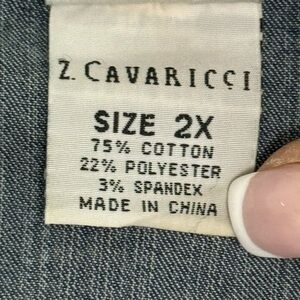 Z. CAVARICCI
SIZE 2X
75% COTTON
22% POLYESTER
3% SPANDEX
MADE IN CHINA